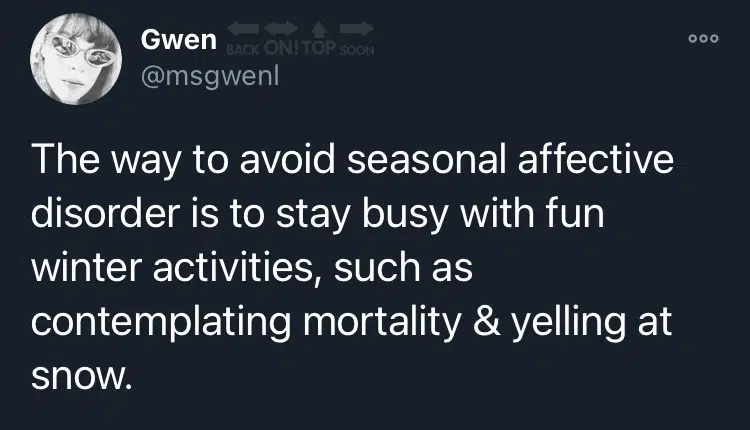 Gwen BACK ON! TOP SOON
@msgwenl
The way to avoid seasonal affective
disorder is to stay busy with fun
winter activities, such as
contemplating mortality & yelling at
snow.